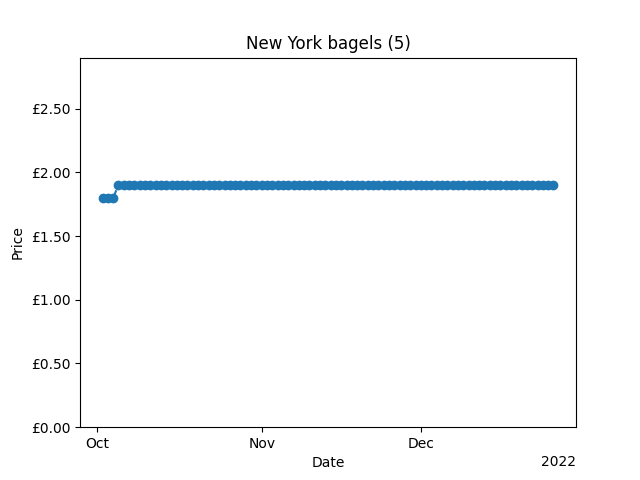 New York bagels (5)
£2.50
£2.00
£1.50
£1.00
£0.50
£0.00
Price
Oct Nov Dec
Date
2022